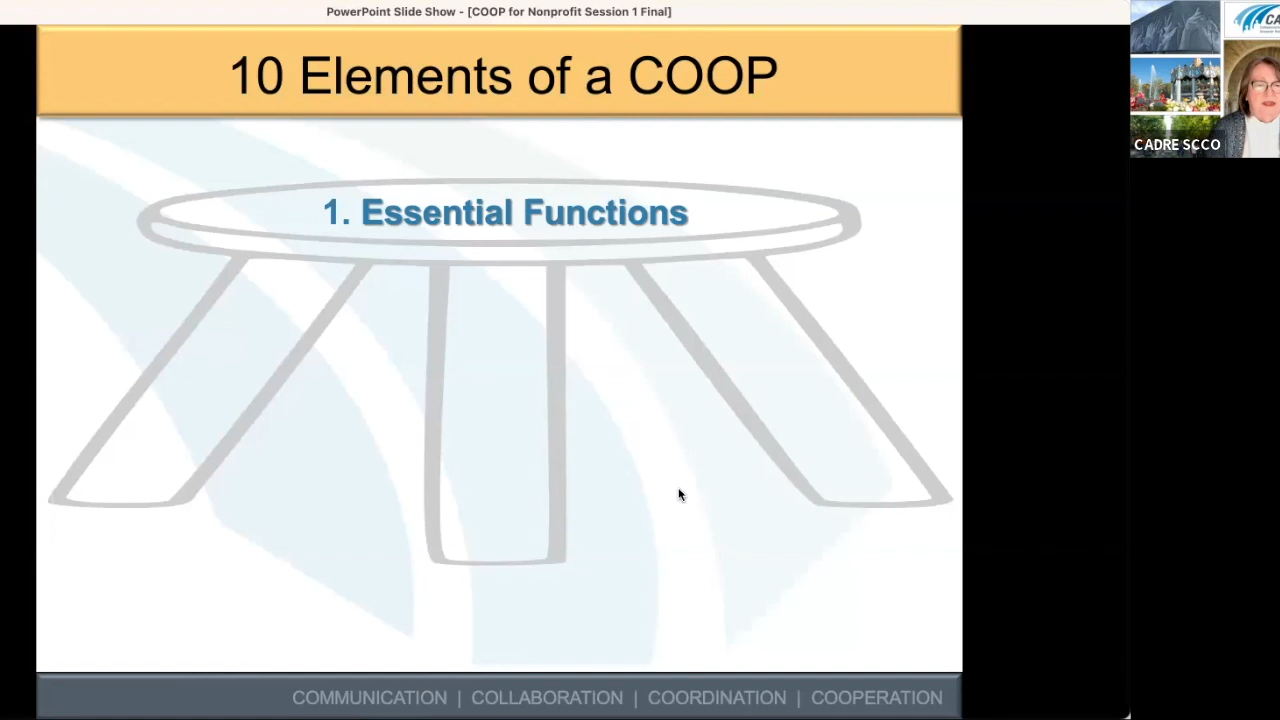 PowerPoint Slide Show - [COOP for Nonprofit Session 1 Final]
10 Elements of a COOP
1. Essential Functions
CADRE SCCO
COMMUNICATION | COLLABORATION | COORDINATION | COOPERATION